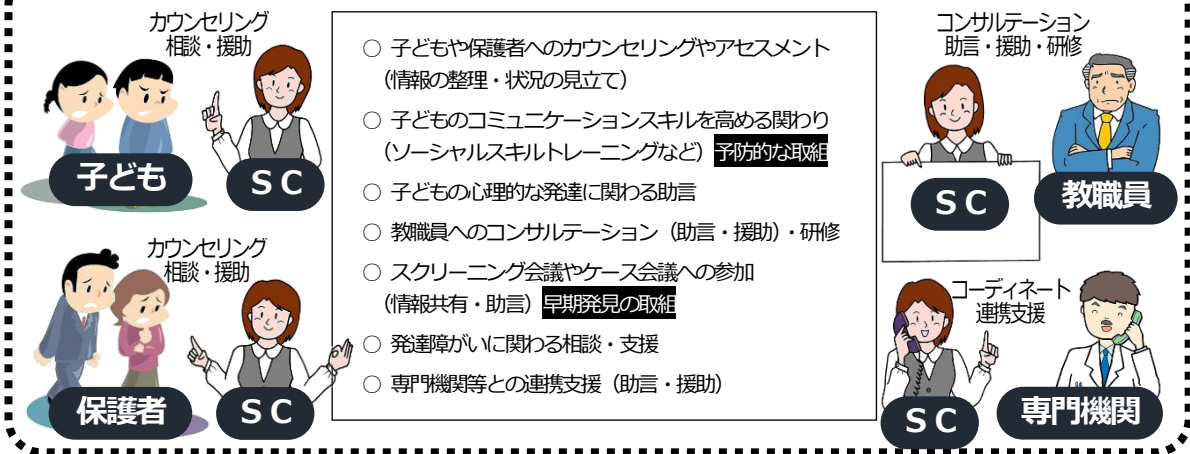 カウンセリング
相談・援助
子ども
ＳＣ
カウンセリング
相談・援助
保護者
ＳＣ
○ 子どもや保護者へのカウンセリングやアセスメント
（情報の整理・状況の見立て）
○ 子どものコミュニケーションスキルを高める関わり
（ソーシャルスキルトレーニングなど）予防的な取組
○ 子どもの心理的な発達に関わる助言
○ 教職員へのコンサルテーション（助言・援助）・研修
○ スクリーニング会議やケース会議への参加
（情報共有・助言）早期発見の取組
○ 発達障がいに関わる相談・支援
○ 専門機関等との連携支援（助言・援助）
コンサルテーション
助言・援助・研修
ＳＣ
教職員
コーディネート
連携支援
ＳＣ
専門機関